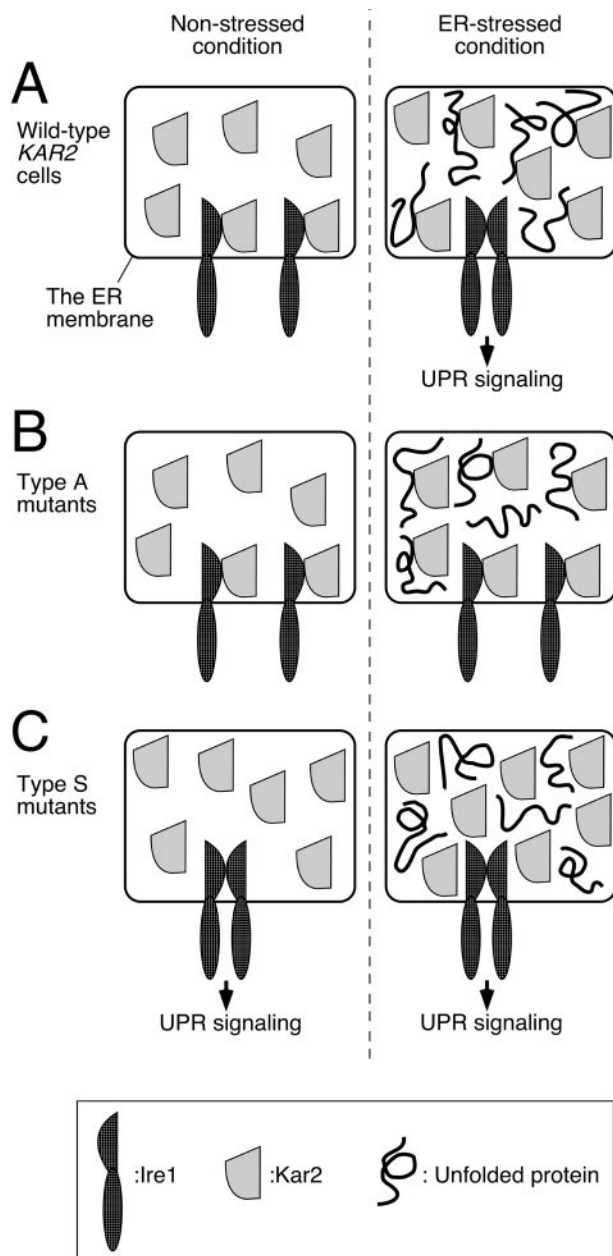 Non-stressed
condition
ER-stressed
condition
A
Wild-type
KAR2
cells
The ER
membrane
UPR signaling
B
Type A
mutants
C
Type S
mutants
UPR signaling
UPR signaling
:Ire1
:Kar2
: Unfolded protein